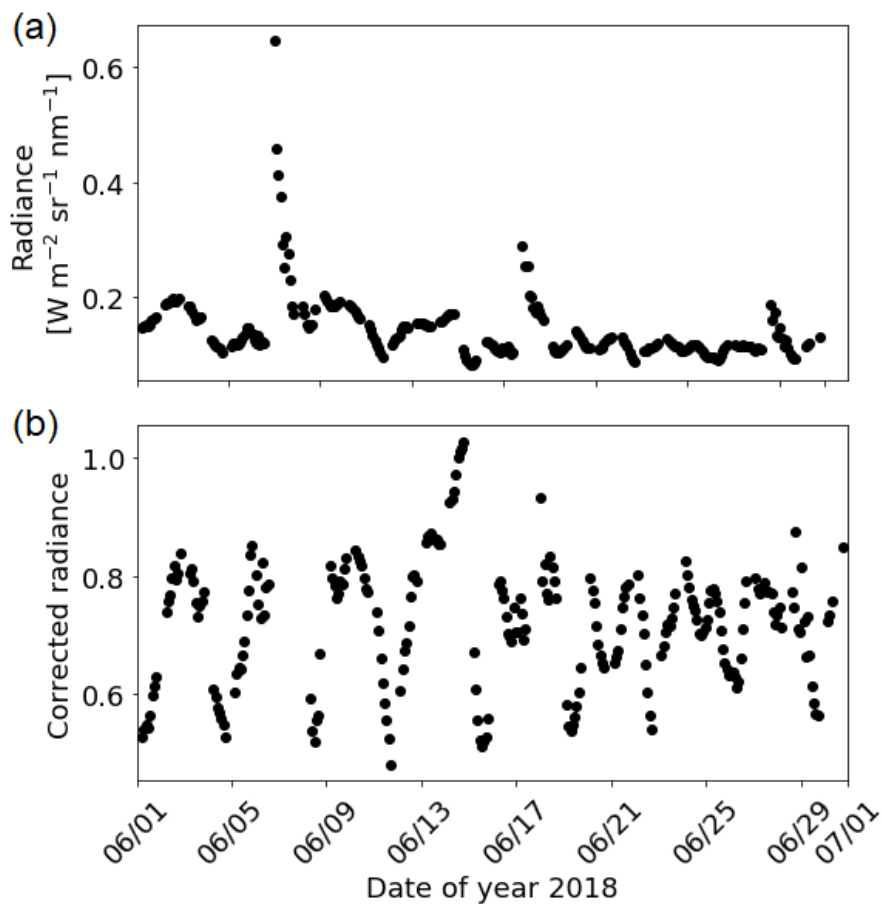 (a)
0.6
0.4
0.2
Radiance
[W m⁻² sr⁻¹ nm⁻¹]
(b)
1.0
0.8
0.6
Corrected radiance
06/01
06/05
06/09
06/13
06/17
06/21
06/25
06/29
07/01
Date of year 2018